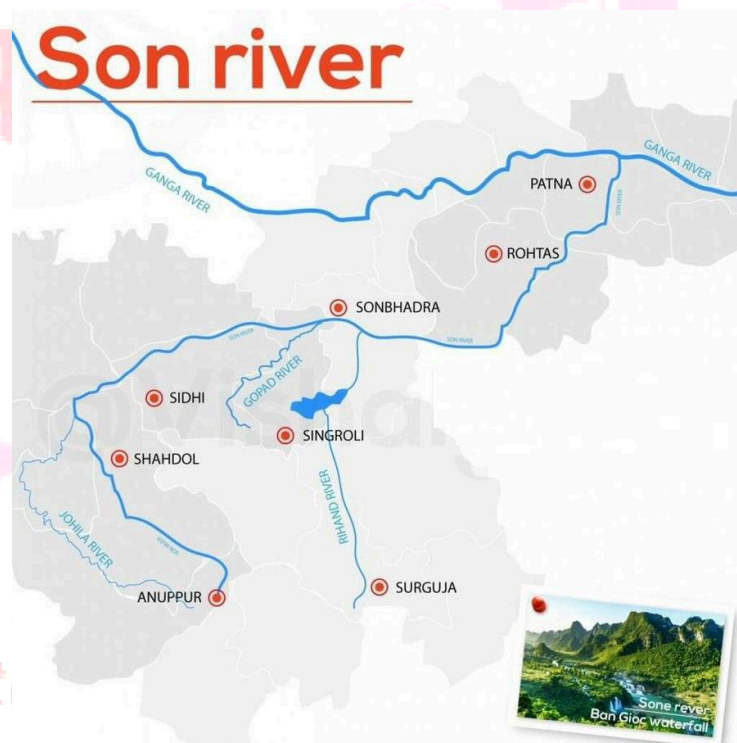 Son river
GANGA RIVER
GANGA RIVER
PATNA
SON RIVER
ROHTAS
SONBHADRA
SON RIVER
SON RIVER
GOPAD RIVER
SIDHI
SINGROLI
SHAHDOL
RIHAND RIVER
JOHILA RIVER
SON RIVER
ANUPPUR
SURGUJA
Sone rever
Ban Gioc waterfall